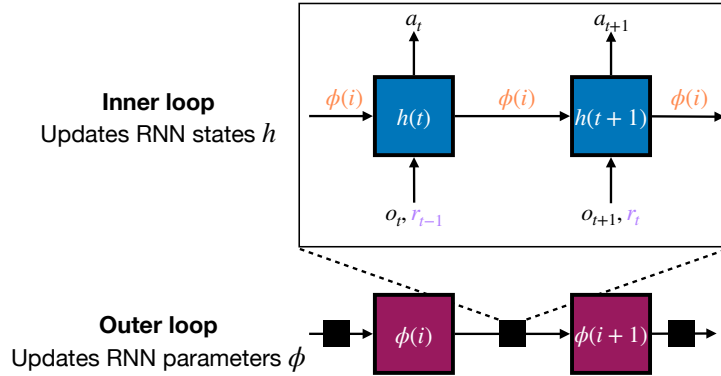 a_t
a_{t+1}
Inner loop
Updates RNN states h
ϕ(i)
h(t)
ϕ(i)
h(t + 1)
ϕ(i)
o_t, r_{t−1}
o_{t+1}, r_t
Outer loop
Updates RNN parameters ϕ
ϕ(i)
ϕ(i + 1)